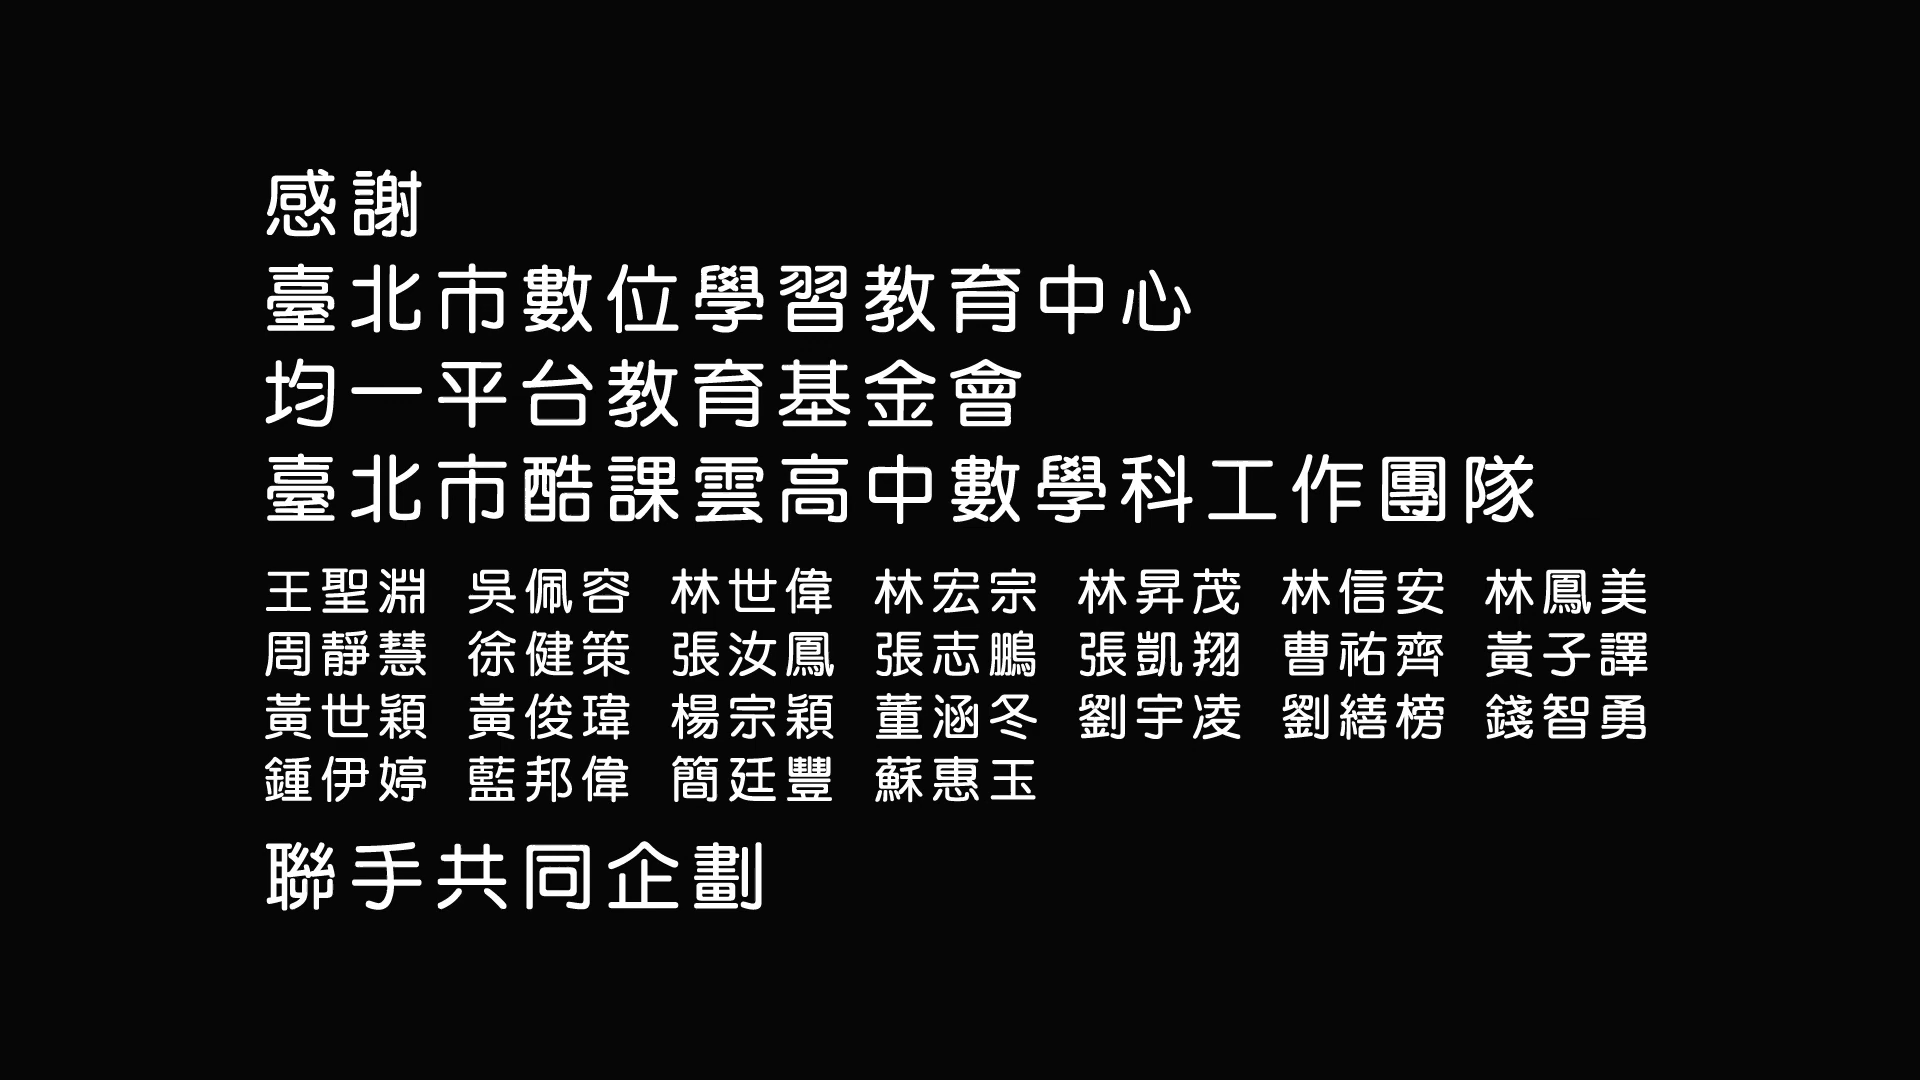 感謝
臺北市數位學習教育中心
均一平台教育基金會
臺北市酷課雲高中數學科工作團隊
王聖淵 吳佩容 林世偉 林宏宗 林昇茂 林信安 林鳳美
周靜慧 徐健策 張汝鳳 張志鵬 張凱翔 曹祐齊 黃子譯
黃世穎 黃俊瑋 楊宗穎 董涵冬 劉宇凌 劉繕榜 錢智勇
鍾伊婷 藍邦偉 簡廷豐 蘇惠玉
聯手共同企劃